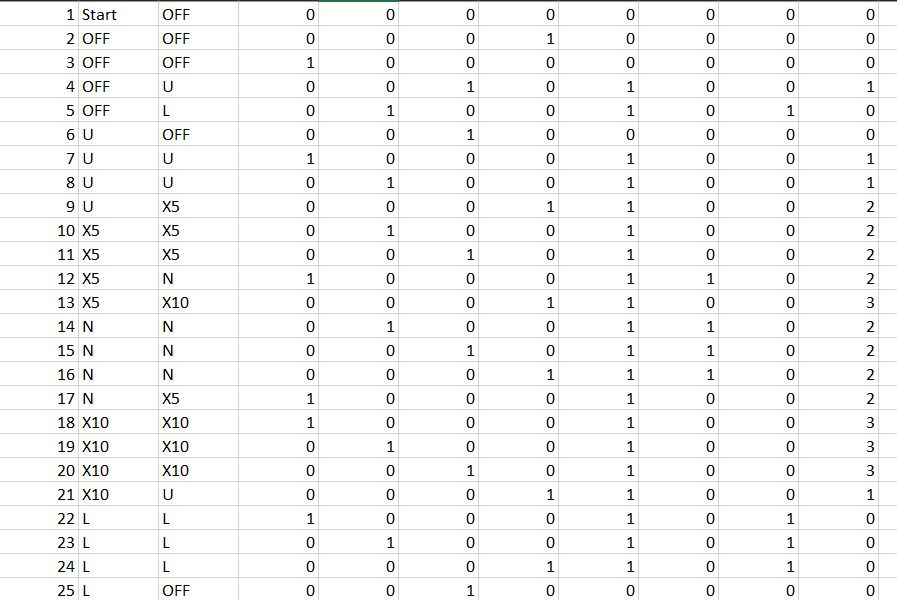 1 Start OFF 0 0 0 0 0 0 0 0
2 OFF OFF 0 0 0 1 0 0 0 0
3 OFF OFF 1 0 0 0 0 0 0 0
4 OFF U 0 0 1 0 1 0 0 1
5 OFF L 0 1 0 0 1 0 1 0
6 U OFF 0 0 1 0 0 0 0 0
7 U U 1 0 0 0 1 0 0 1
8 U U 0 1 0 0 1 0 0 1
9 U X5 0 0 0 1 1 0 0 2
10 X5 X5 0 1 0 0 1 0 0 2
11 X5 X5 0 0 1 0 1 0 0 2
12 X5 N 1 0 0 0 1 1 0 2
13 X5 X10 0 0 0 1 1 0 0 3
14 N N 0 1 0 0 1 1 0 2
15 N N 0 0 1 0 1 1 0 2
16 N N 0 0 0 1 1 1 0 2
17 N X5 1 0 0 0 1 0 0 2
18 X10 X10 1 0 0 0 1 0 0 3
19 X10 X10 0 1 0 0 1 0 0 3
20 X10 X10 0 0 1 0 1 0 0 3
21 X10 U 0 0 0 1 1 0 0 1
22 L L 1 0 0 0 1 0 1 0
23 L L 0 1 0 0 1 0 1 0
24 L L 0 0 0 1 1 0 1 0
25 L OFF 0 0 1 0 0 0 0 0